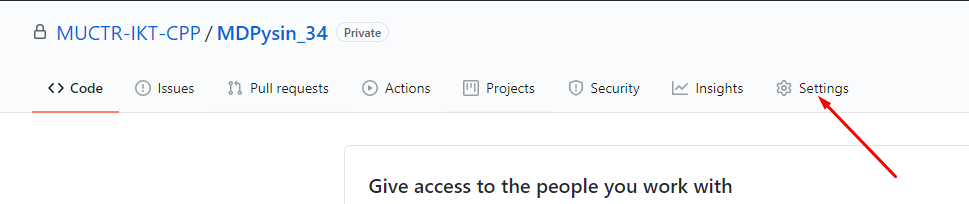 MUCTR-IKT-CPP / MDPysin_34 Private
Code Issues Pull requests Actions Projects Security Insights Settings
Give access to the people you work with